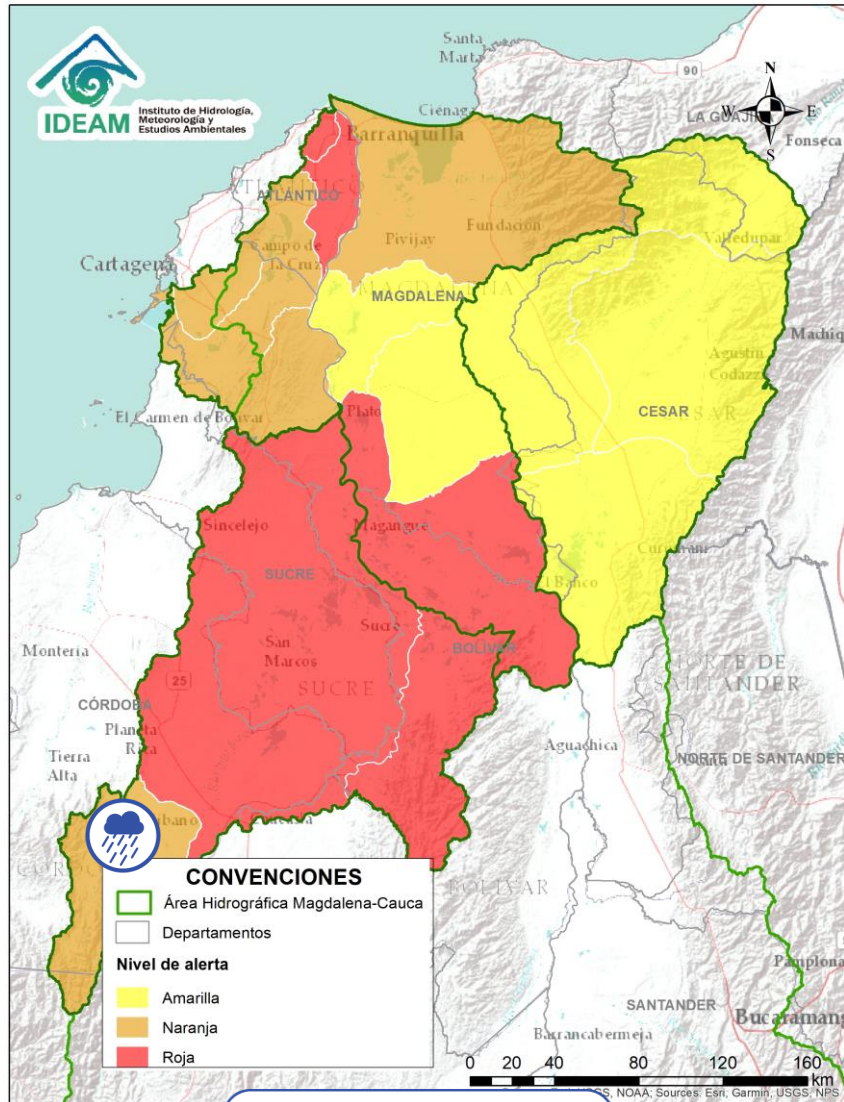 IDEAM
Instituto de Hidrología,
Meteorología y
Estudios Ambientales
Santa
Marta
90
N
W
E
S
Ciénaga
LA GUAJI
Barranquilla
Fonseca
ATLÁNTICO
Fundación
Valledupar
Campo de
la Cruz
Pivijay
Cartagena
MAGDALENA
MAGDALENA
Machiq
Agustín
Codazzi
El Carmen de Bolívar
Plato
CESAR
Sincelejo
Magangué
SUCRE
El Banco
Sucre
San
Marcos
BOLÍVAR
Montería
25
SUCRE
NORTE DE
SANTANDER
CÓRDOBA
Planeta
Rica
Aguachica
NORTE DE SANTANDER
Tierra
Alta
BOLÍVAR
CONVENCIONES
Área Hidrográfica Magdalena-Cauca
Departamentos
Nivel de alerta
Amarilla
Naranja
Roja
Pamplona
SANTANDER
Bucaramang
Barrancabermeja
0 20 40 80 120 160
km
NOAA; Sources: Esri, Garmin, USGS, NPS